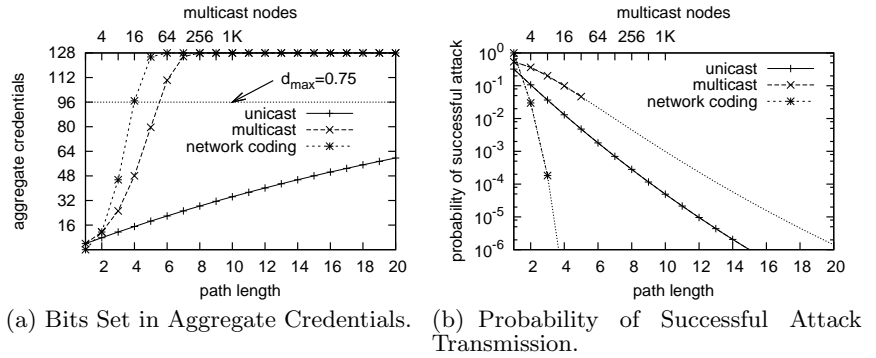 multicast nodes
4 16 64 256 1K
128
112
96
80
64
48
32
16
aggregate credentials
d_max=0.75
unicast
multicast
network coding
2 4 6 8 10 12 14 16 18 20
path length
(a) Bits Set in Aggregate Credentials.
multicast nodes
4 16 64 256 1K
10^0
10^-1
10^-2
10^-3
10^-4
10^-5
10^-6
probability of successful attack
unicast
multicast
network coding
2 4 6 8 10 12 14 16 18 20
path length
(b) Probability of Successful Attack
Transmission.